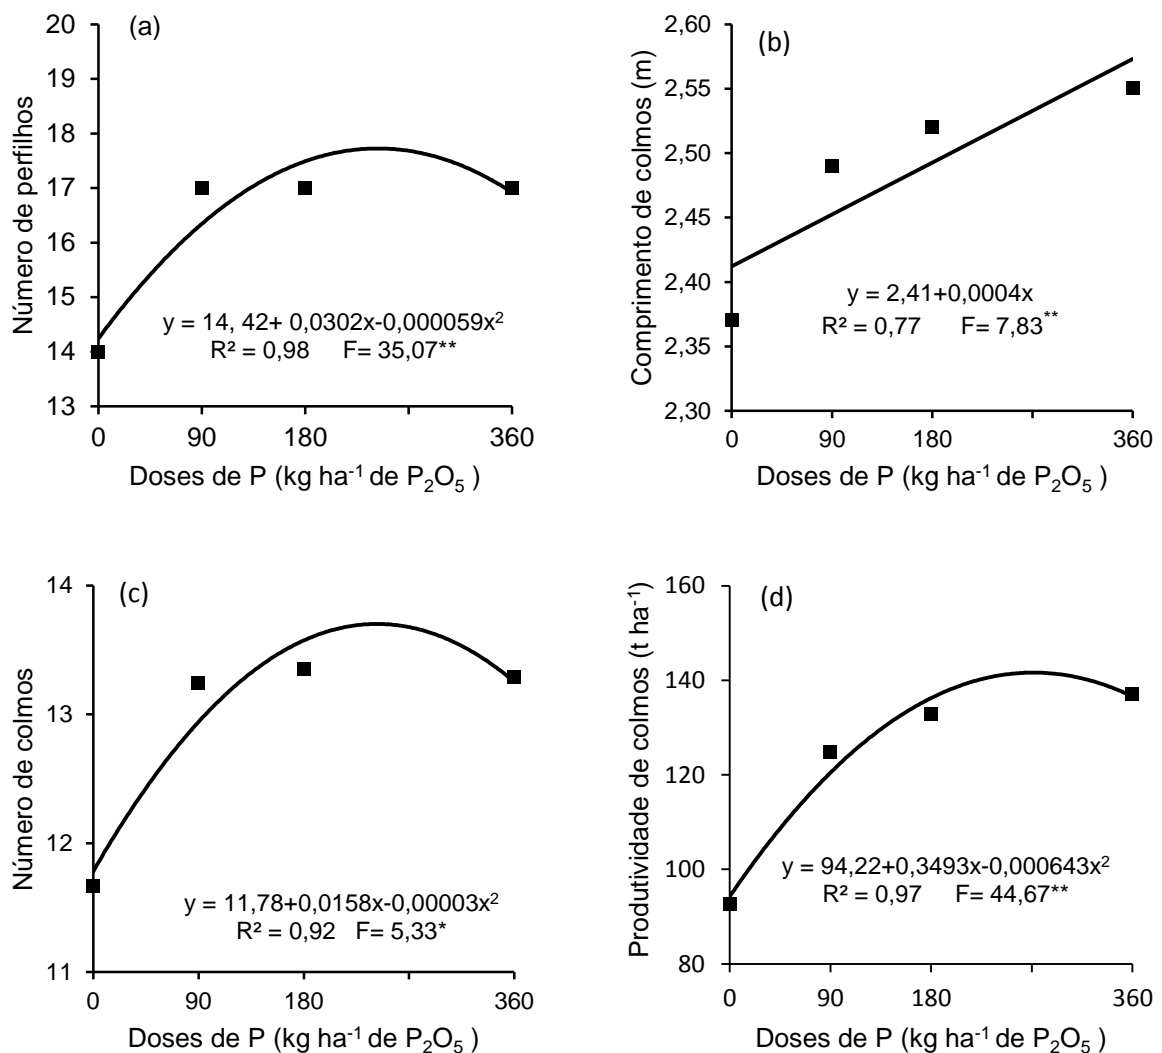 (a)
Número de perfilhos
20
19
18
17
16
15
14
13
y = 14, 42+ 0,0302x-0,000059x²
R² = 0,98 F= 35,07**
0 90 180 360
Doses de P (kg ha⁻¹ de P₂O₅ )
(b)
Comprimento de colmos (m)
2,60
2,55
2,50
2,45
2,40
2,35
2,30
y = 2,41+0,0004x
R² = 0,77 F= 7,83**
0 90 180 360
Doses de P (kg ha⁻¹ de P₂O₅ )
(c)
Número de colmos
14
13
12
11
y = 11,78+0,0158x-0,00003x²
R² = 0,92 F= 5,33*
0 90 180 360
Doses de P (kg ha⁻¹ de P₂O₅ )
(d)
Produtividade de colmos (t ha⁻¹)
160
140
120
100
80
y = 94,22+0,3493x-0,000643x²
R² = 0,97 F= 44,67**
0 90 180 360
Doses de P (kg ha⁻¹ de P₂O₅ )